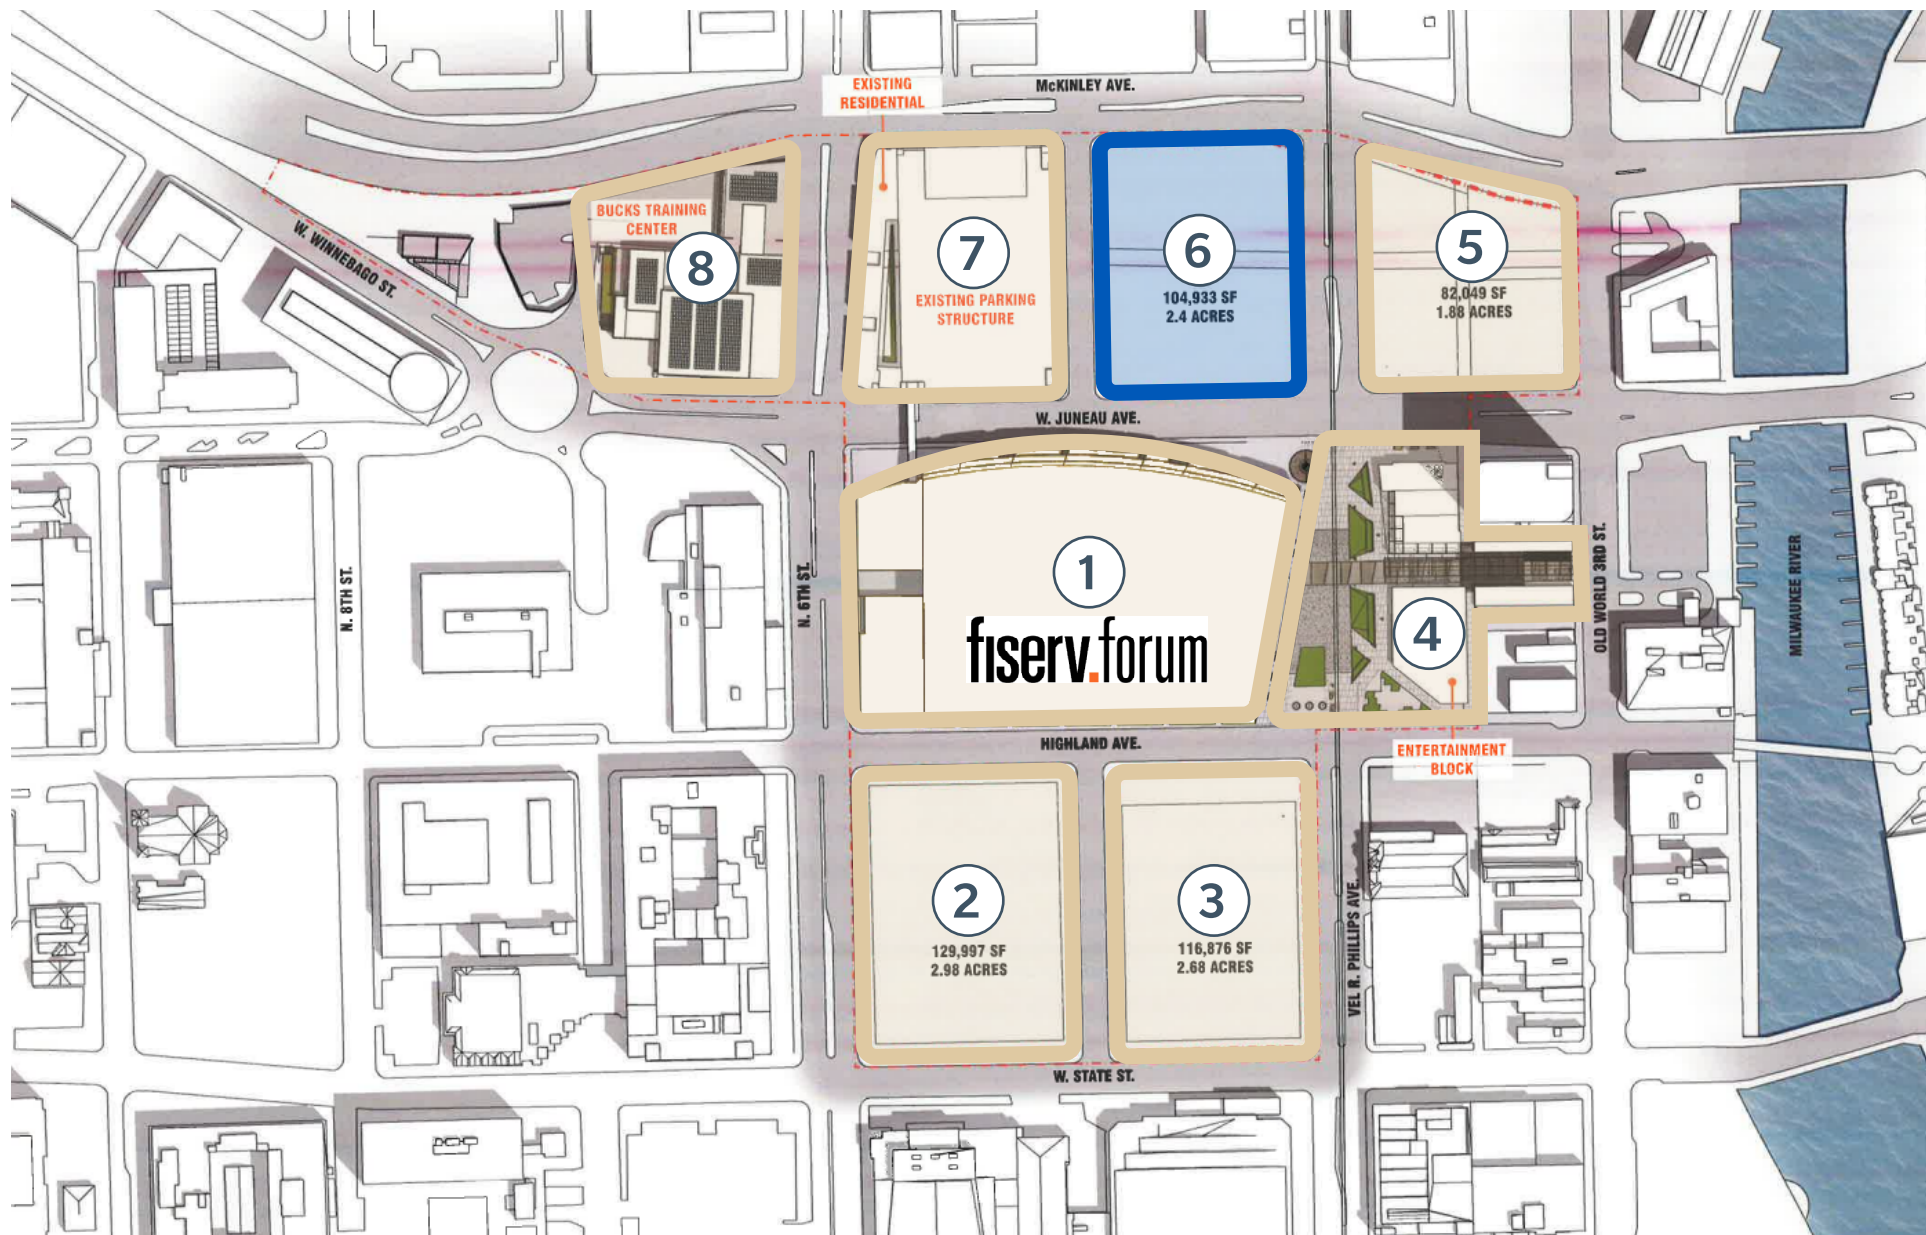 McKINLEY AVE.
EXISTING
RESIDENTIAL
BUCKS TRAINING
CENTER
8
7
EXISTING PARKING
STRUCTURE
6
104,933 SF
2.4 ACRES
5
82,049 SF
1.88 ACRES
W. WINNEBAGO ST.
W. JUNEAU AVE.
1
fiserv.forum
4
ENTERTAINMENT
BLOCK
N. 8TH ST.
N. 6TH ST.
OLD WORLD 3RD ST.
MILWAUKEE RIVER
HIGHLAND AVE.
2
129,997 SF
2.98 ACRES
3
116,876 SF
2.68 ACRES
VEL R. PHILLIPS AVE.
W. STATE ST.